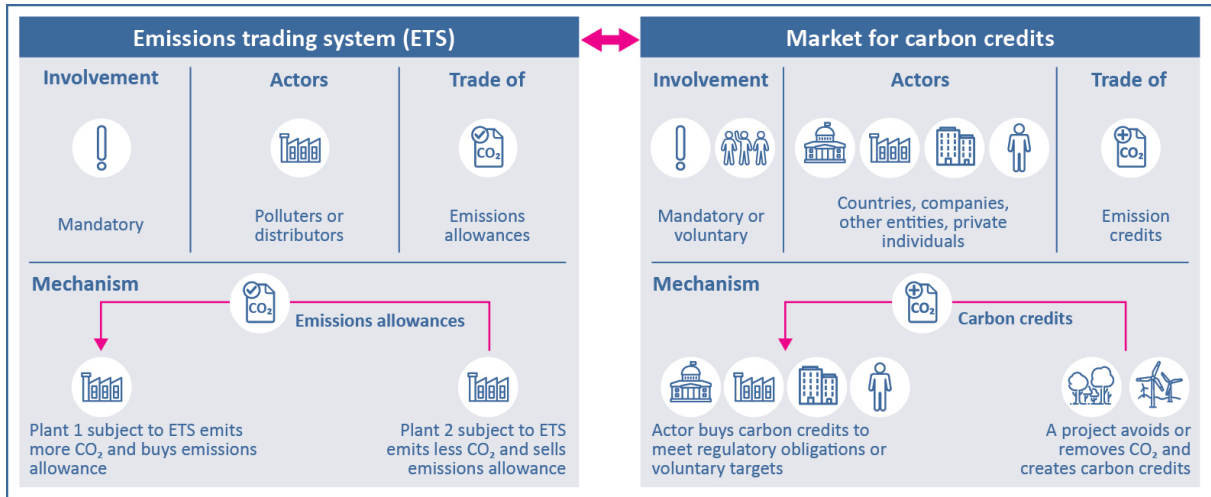 Emissions trading system (ETS)
Involvement
Actors
Trade of
CO₂
Mandatory
Polluters or
distributors
Emissions
allowances
Mechanism
CO₂
Emissions allowances
Plant 1 subject to ETS emits
more CO₂ and buys emissions
allowance
Plant 2 subject to ETS
emits less CO₂ and sells
emissions allowance
Market for carbon credits
Involvement
Actors
Trade of
CO₂
Mandatory or
voluntary
Countries, companies,
other entities, private
individuals
Emission
credits
Mechanism
CO₂
Carbon credits
Actor buys carbon credits to
meet regulatory obligations or
voluntary targets
A project avoids or
removes CO₂ and
creates carbon credits